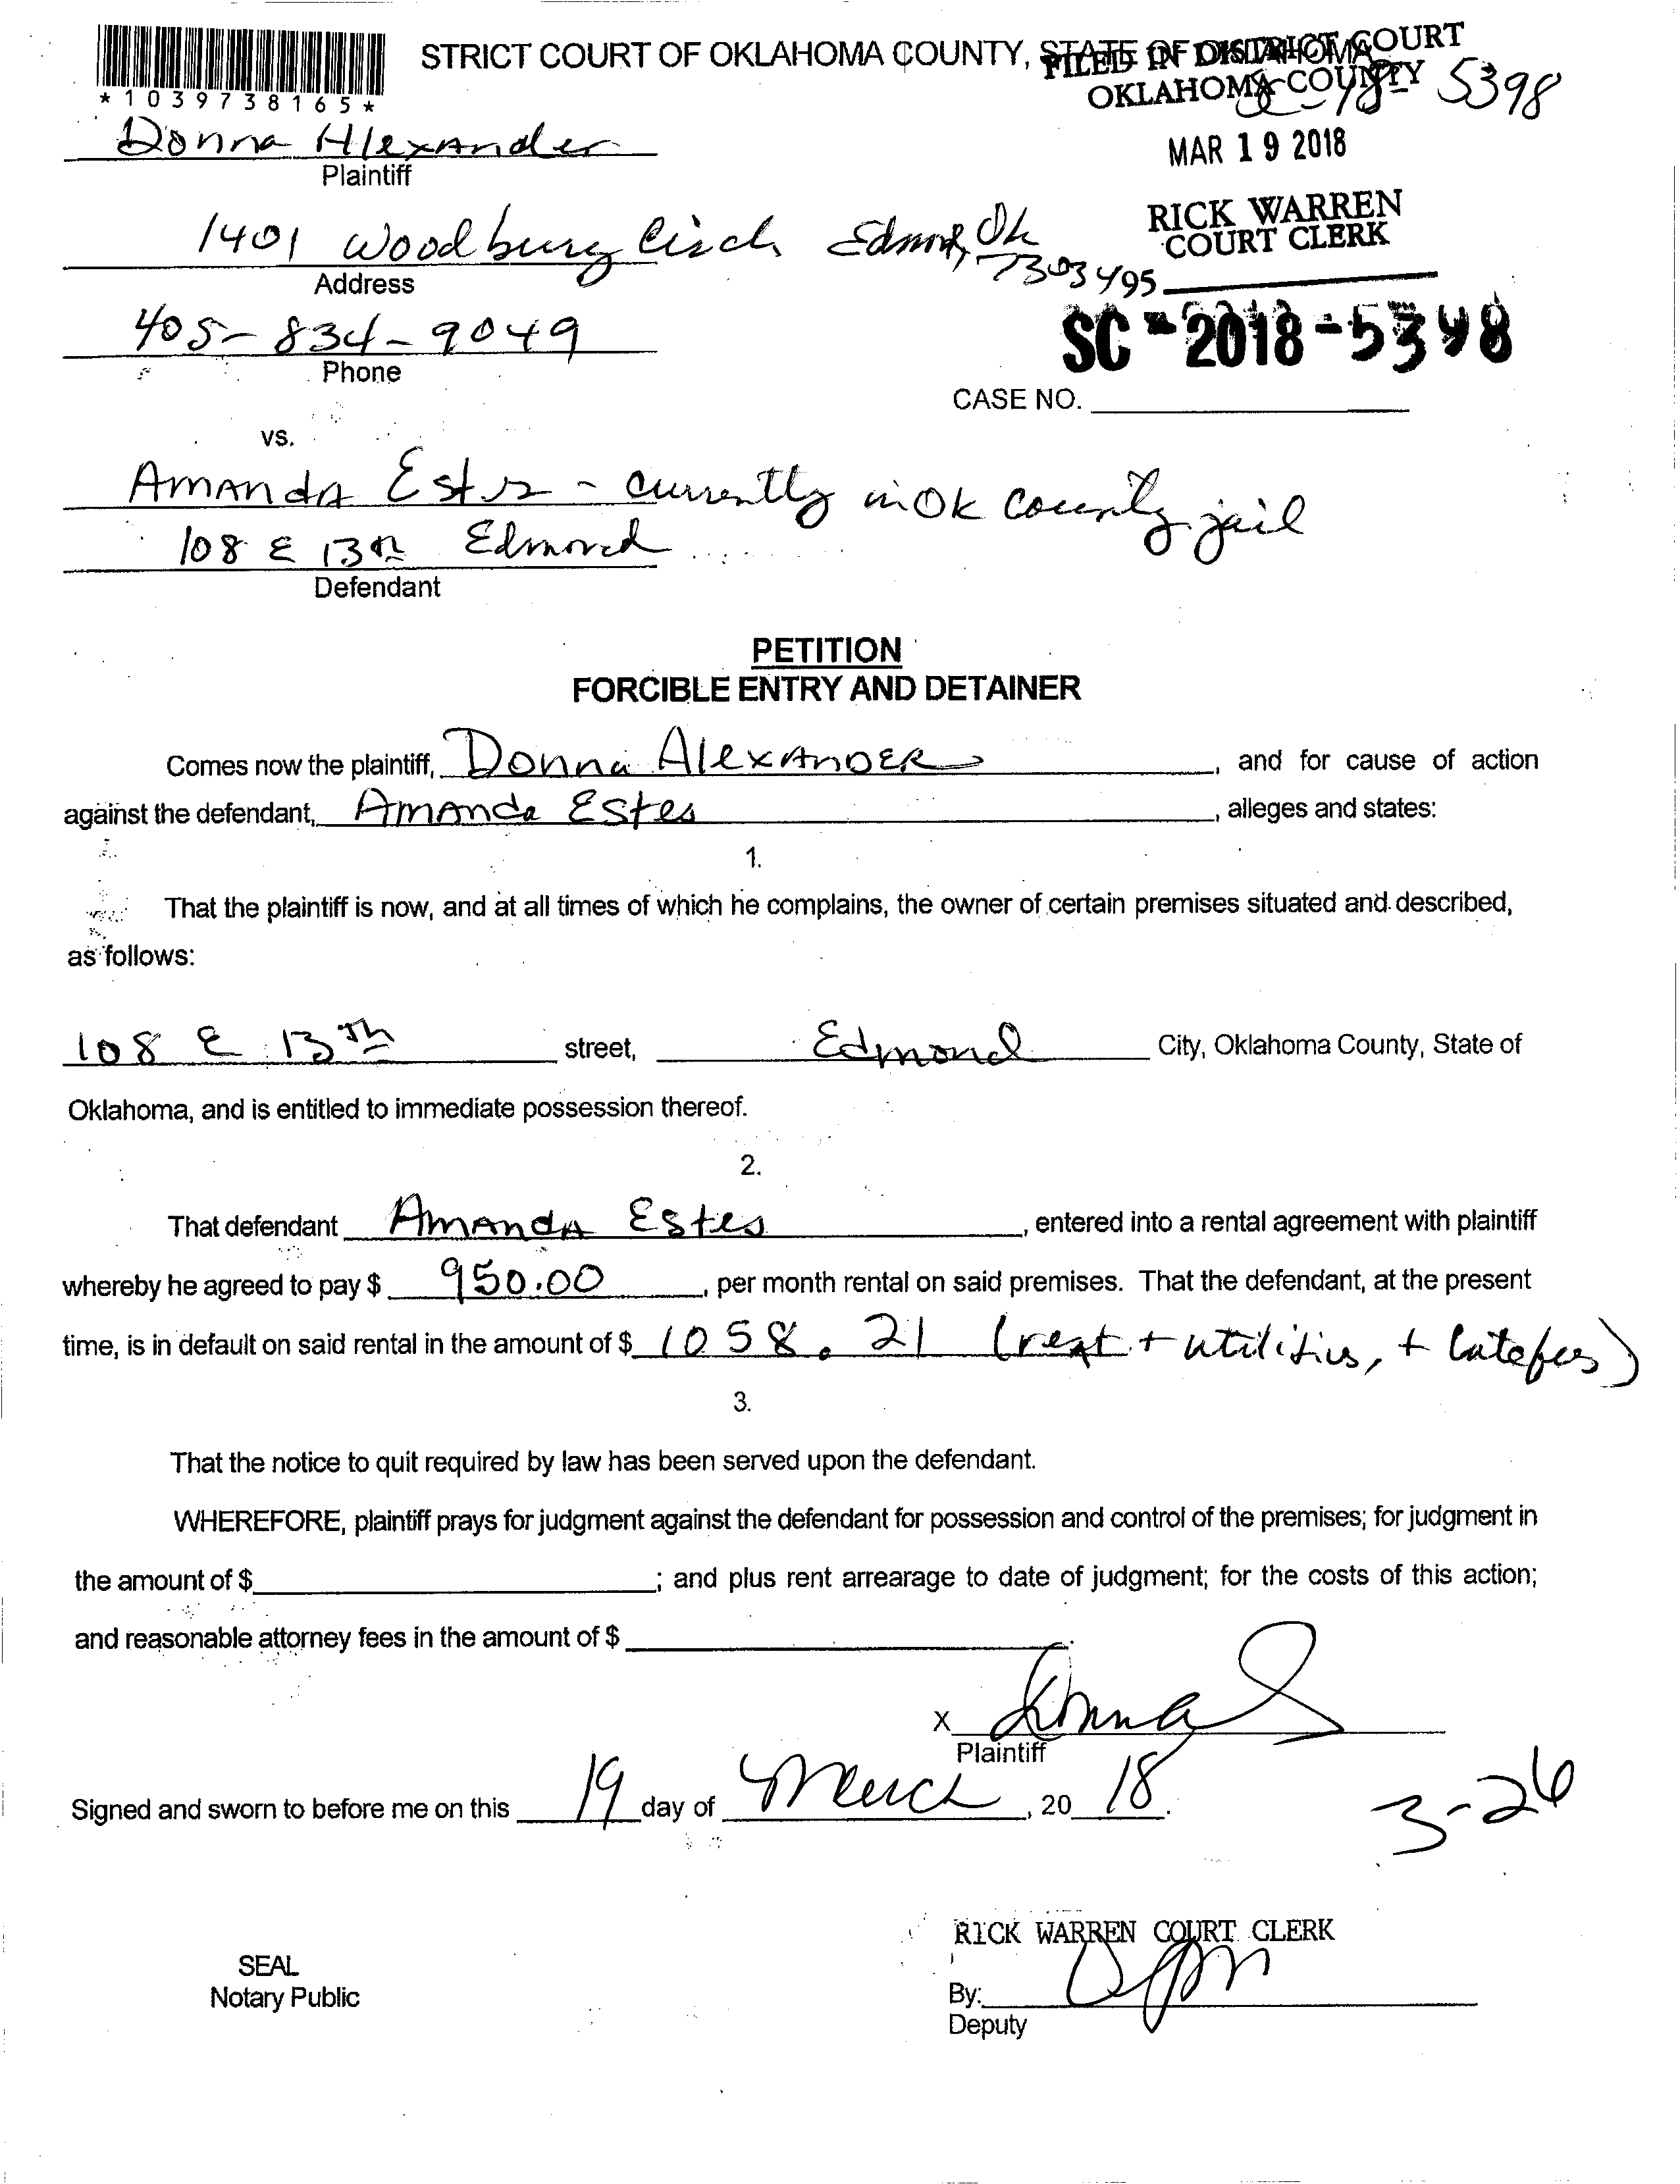 STRICT COURT OF OKLAHOMA COUNTY, STATE OF OKLAHOMA
FILED IN DISTRICT COURT
OKLAHOMA COUNTY
SC-18- 5398
*1039738165*
MAR 19 2018
Donna Alexander
Plaintiff
RICK WARREN
COURT CLERK
1401 Woodbury Circle Edmond, Ok
73034
Address
405-834-9049
Phone
SC-2018-5398
CASE NO.
vs.
Amanda Estes - currently in Ok County jail
108 E 13th Edmond
Defendant
PETITION
FORCIBLE ENTRY AND DETAINER
Comes now the plaintiff, Donna AlexAnDER, and for cause of action
against the defendant, Amanda Estes, alleges and states:
1.
That the plaintiff is now, and at all times of which he complains, the owner of certain premises situated and described,
as follows:
108 E 13th street, Edmond City, Oklahoma County, State of
Oklahoma, and is entitled to immediate possession thereof.
2.
That defendant Amanda Estes, entered into a rental agreement with plaintiff
whereby he agreed to pay $ 950.00, per month rental on said premises. That the defendant, at the present
time, is in default on said rental in the amount of $ 1058.21 (rent + utilities, + latefees)
3.
That the notice to quit required by law has been served upon the defendant.
WHEREFORE, plaintiff prays for judgment against the defendant for possession and control of the premises; for judgment in
the amount of $ ; and plus rent arrearage to date of judgment; for the costs of this action;
and reasonable attorney fees in the amount of $ .
X Donna
Plaintiff
Signed and sworn to before me on this 19 day of March, 20 18.
3-26
RICK WARREN COURT CLERK
SEAL
Notary Public
By:
Deputy